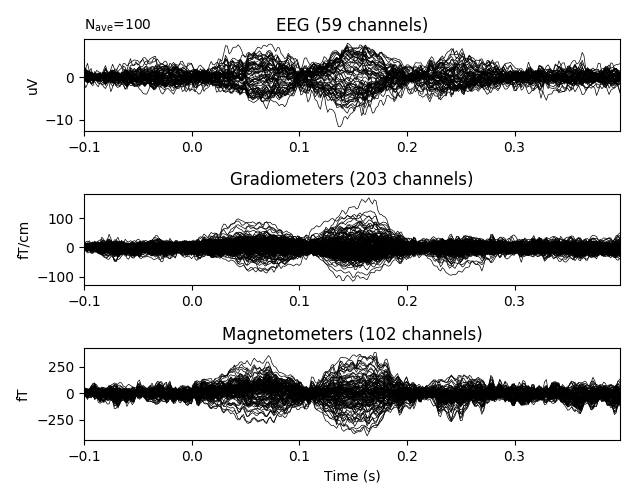 N_ave=100
EEG (59 channels)
uV
0
−10
−0.1 0.0 0.1 0.2 0.3
Gradiometers (203 channels)
fT/cm
100
0
−100
−0.1 0.0 0.1 0.2 0.3
Magnetometers (102 channels)
fT
250
0
−250
−0.1 0.0 0.1 0.2 0.3
Time (s)